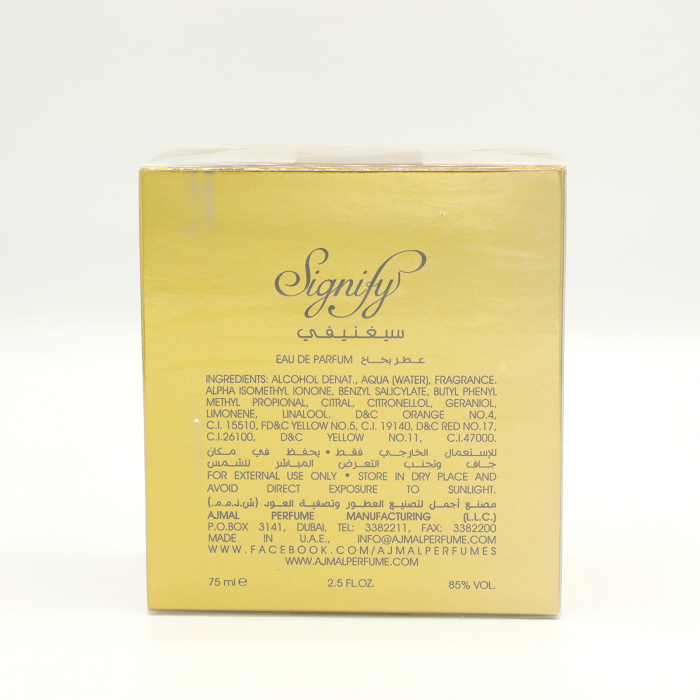 Signify
سيغنيفي
EAU DE PARFUM عطر بخاخ
INGREDIENTS: ALCOHOL DENAT., AQUA (WATER), FRAGRANCE.
ALPHA ISOMETHYL IONONE, BENZYL SALICYLATE, BUTYL PHENYL
METHYL PROPIONAL, CITRAL, CITRONELLOL, GERANIOL,
LIMONENE, LINALOOL. D&C ORANGE NO.4,
C.I. 15510, FD&C YELLOW NO.5, C.I. 19140, D&C RED NO.17,
C.I.26100, D&C YELLOW NO.11, C.I.47000.
للإستعمال الخارجي فقط • يحفظ في مكان
جاف وتجنب التعرض المباشر للشمس
FOR EXTERNAL USE ONLY • STORE IN DRY PLACE AND
AVOID DIRECT EXPOSURE TO SUNLIGHT.
مصنع أجمل لتصنيع العطور وتصفية العود (ش.ذ.م.م.)
AJMAL PERFUME MANUFACTURING (L.L.C.)
P.O.BOX 3141, DUBAI, TEL: 3382211, FAX: 3382200
MADE IN U.A.E., INFO@AJMALPERFUME.COM
WWW.FACEBOOK.COM/AJMALPERFUMES
WWW.AJMALPERFUME.COM
75 ml e 2.5 FL.OZ. 85% VOL.